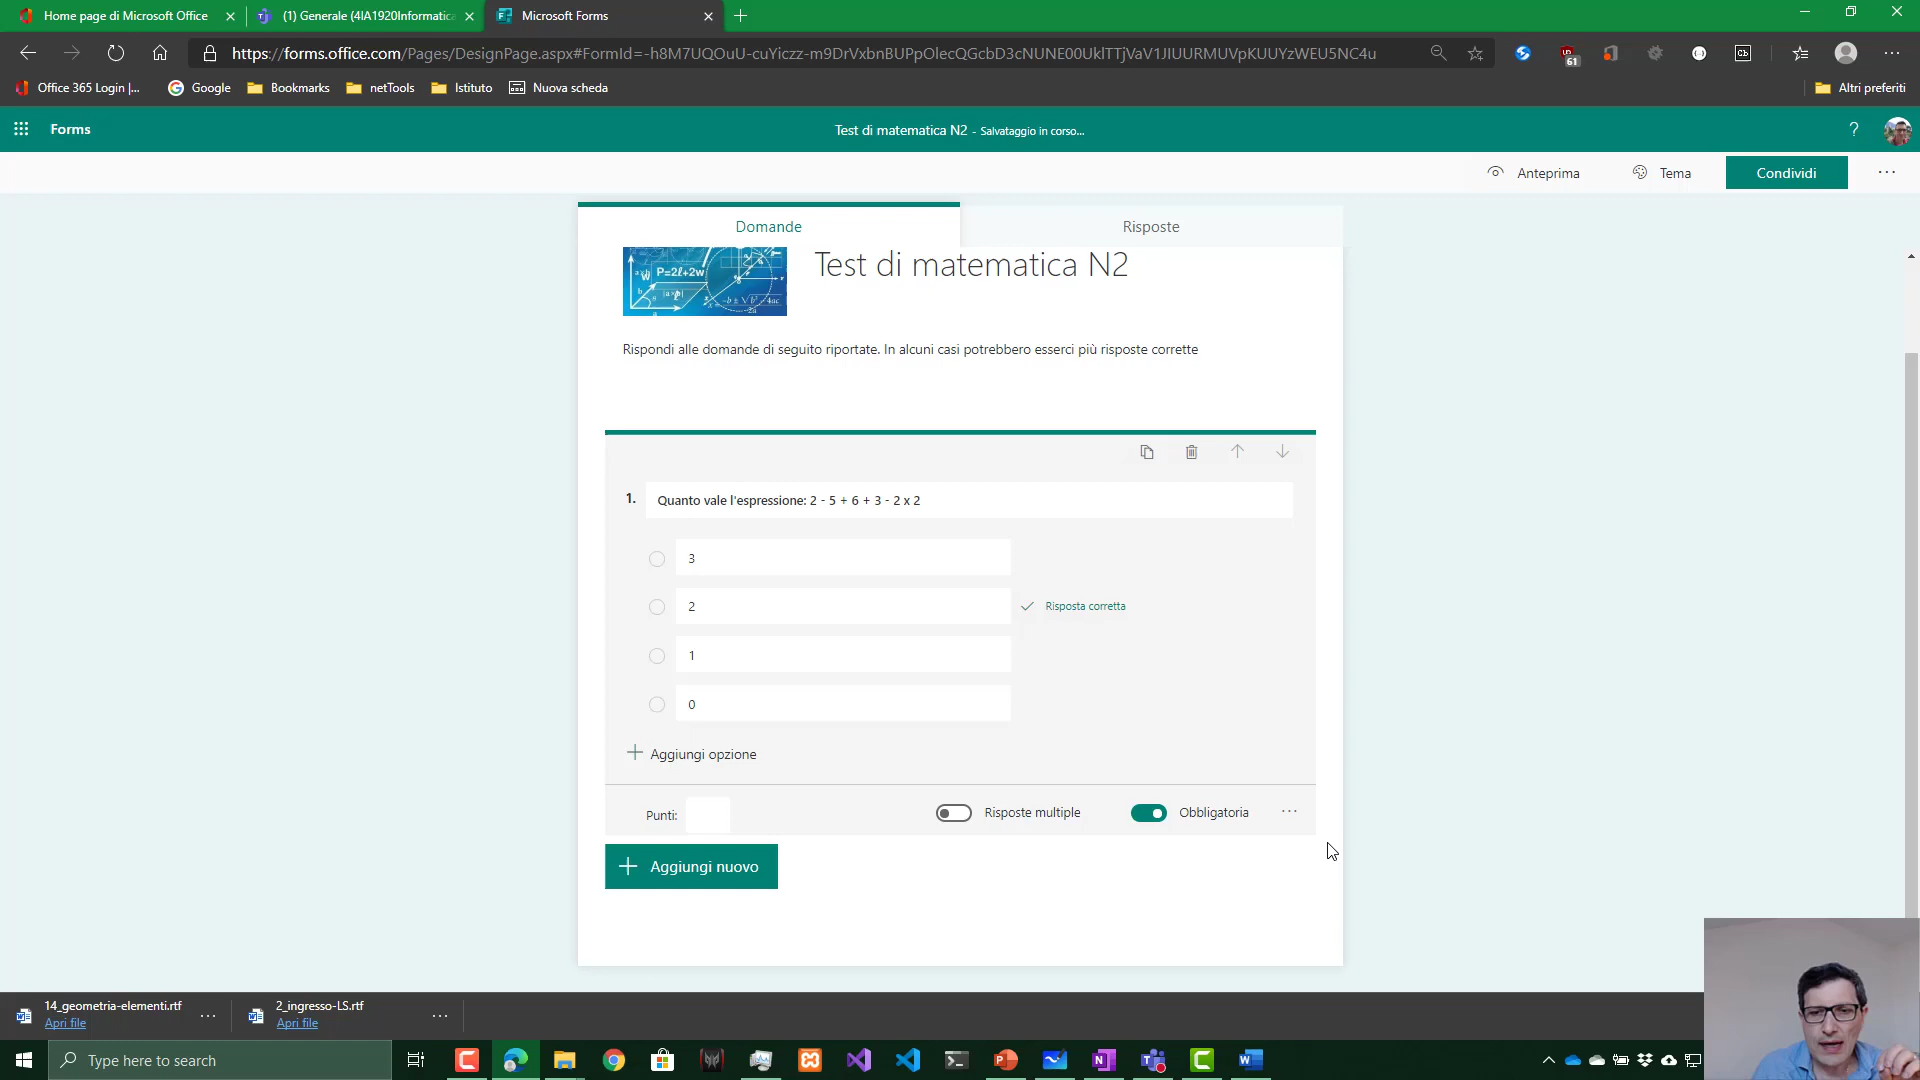 Home page di Microsoft Office
(1) Generale (4IA1920Informatica
Microsoft Forms
https://forms.office.com/Pages/DesignPage.aspx#FormId=-h8M7UQOuU-cuYiczz-m9DrVxbnBUPpOlecQGcbD3cNUNE00UklTTjVaV1JIUURMUVpKUUYzWEU5NC4u
61
Office 365 Login |...
Google
Bookmarks
netTools
Istituto
Nuova scheda
Altri preferiti
Forms
Test di matematica N2 - Salvataggio in corso...
?
Anteprima
Tema
Condividi
Domande
Risposte
P=2ℓ+2w
Test di matematica N2
Rispondi alle domande di seguito riportate. In alcuni casi potrebbero esserci più risposte corrette
1.
Quanto vale l'espressione: 2 - 5 + 6 + 3 - 2 x 2
3
2
Risposta corretta
1
0
Aggiungi opzione
Punti:
Risposte multiple
Obbligatoria
Aggiungi nuovo
14_geometria-elementi.rtf
Apri file
2_ingresso-LS.rtf
Apri file
Type here to search